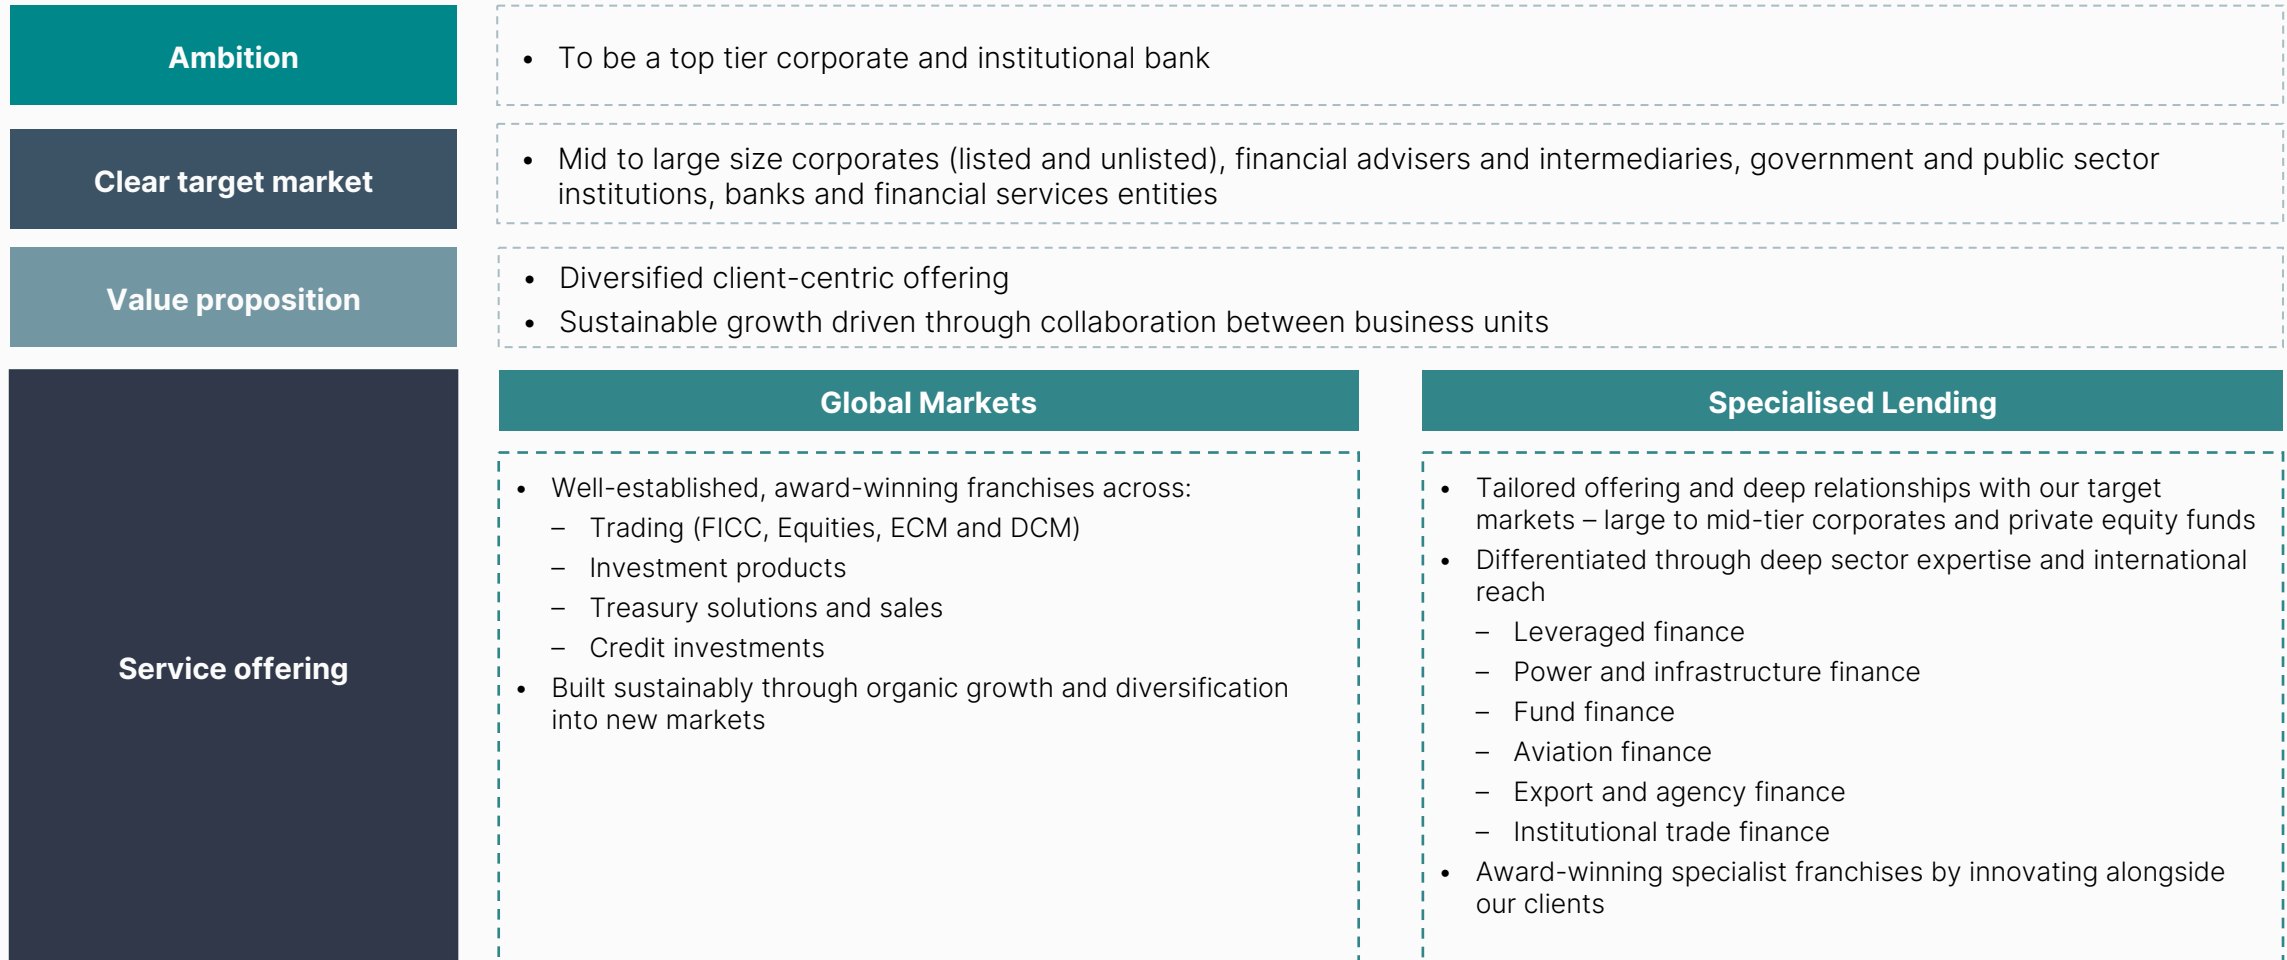 Ambition
• To be a top tier corporate and institutional bank
Clear target market
• Mid to large size corporates (listed and unlisted), financial advisers and intermediaries, government and public sector
institutions, banks and financial services entities
Value proposition
• Diversified client-centric offering
• Sustainable growth driven through collaboration between business units
Service offering
Global Markets
• Well-established, award-winning franchises across:
– Trading (FICC, Equities, ECM and DCM)
– Investment products
– Treasury solutions and sales
– Credit investments
• Built sustainably through organic growth and diversification
into new markets
Specialised Lending
• Tailored offering and deep relationships with our target
markets – large to mid-tier corporates and private equity funds
• Differentiated through deep sector expertise and international
reach
– Leveraged finance
– Power and infrastructure finance
– Fund finance
– Aviation finance
– Export and agency finance
– Institutional trade finance
• Award-winning specialist franchises by innovating alongside
our clients